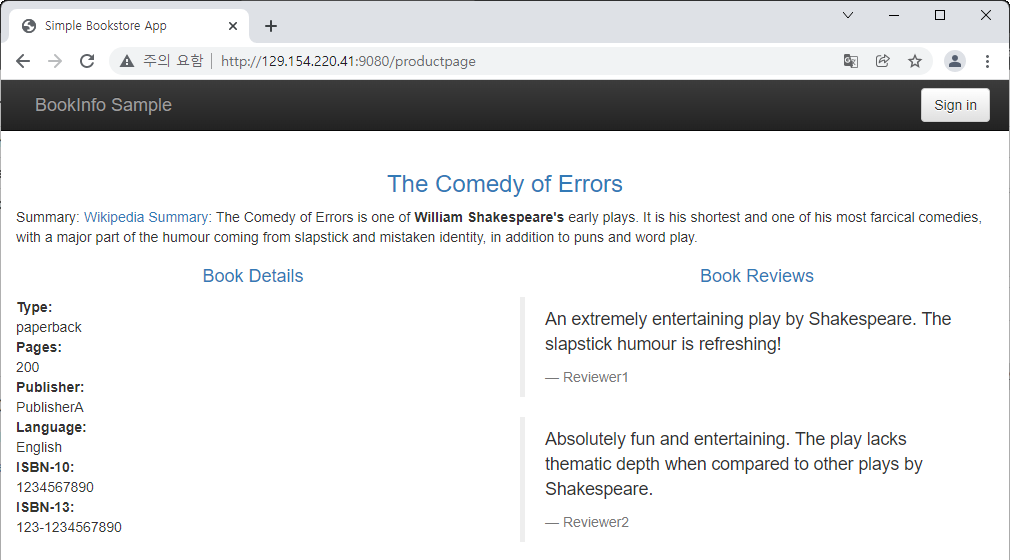 Simple Bookstore App
주의 요함 http://129.154.220.41:9080/productpage
BookInfo Sample
Sign in
The Comedy of Errors
Summary: Wikipedia Summary: The Comedy of Errors is one of William Shakespeare's early plays. It is his shortest and one of his most farcical comedies,
with a major part of the humour coming from slapstick and mistaken identity, in addition to puns and word play.
Book Details
Type:
paperback
Pages:
200
Publisher:
PublisherA
Language:
English
ISBN-10:
1234567890
ISBN-13:
123-1234567890
Book Reviews
An extremely entertaining play by Shakespeare. The
slapstick humour is refreshing!
— Reviewer1
Absolutely fun and entertaining. The play lacks
thematic depth when compared to other plays by
Shakespeare.
— Reviewer2